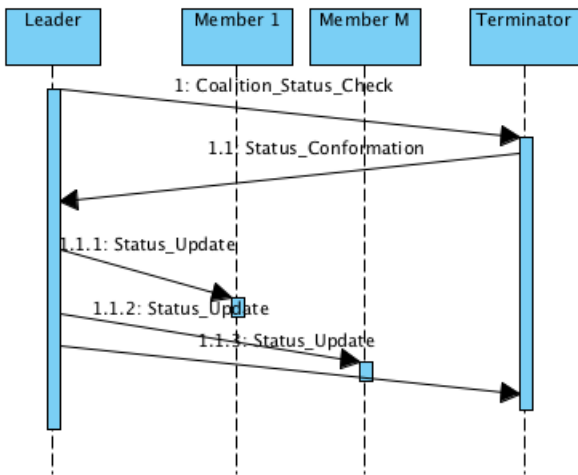 Leader
Member 1
Member M
Terminator
1: Coalition_Status_Check
1.1: Status_Conformation
1.1.1: Status_Update
1.1.2: Status_Update
1.1.3: Status_Update